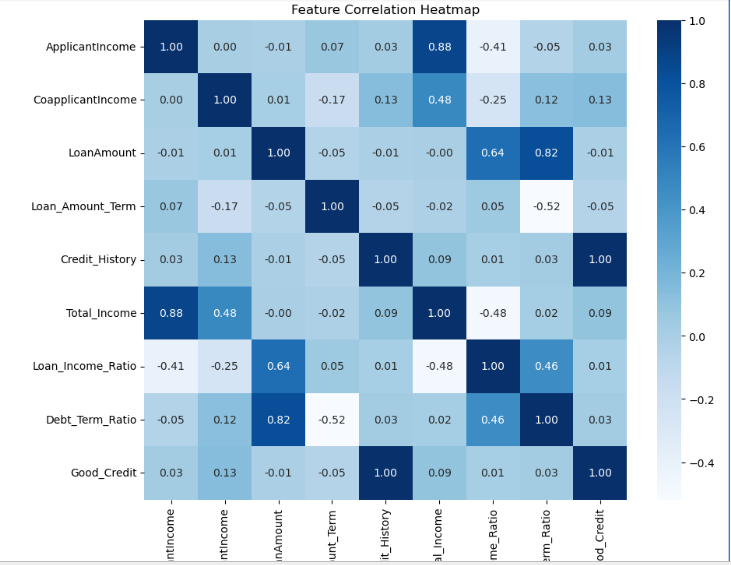 Feature Correlation Heatmap
ApplicantIncome 1.00 0.00 -0.01 0.07 0.03 0.88 -0.41 -0.05 0.03
CoapplicantIncome 0.00 1.00 0.01 -0.17 0.13 0.48 -0.25 0.12 0.13
LoanAmount -0.01 0.01 1.00 -0.05 -0.01 -0.00 0.64 0.82 -0.01
Loan_Amount_Term 0.07 -0.17 -0.05 1.00 -0.05 -0.02 0.05 -0.52 -0.05
Credit_History 0.03 0.13 -0.01 -0.05 1.00 0.09 0.01 0.03 1.00
Total_Income 0.88 0.48 -0.00 -0.02 0.09 1.00 -0.48 0.02 0.09
Loan_Income_Ratio -0.41 -0.25 0.64 0.05 0.01 -0.48 1.00 0.46 0.01
Debt_Term_Ratio -0.05 0.12 0.82 -0.52 0.03 0.02 0.46 1.00 0.03
Good_Credit 0.03 0.13 -0.01 -0.05 1.00 0.09 0.01 0.03 1.00
ntIncome
ntIncome
nAmount
unt_Term
it_History
al_Income
me_Ratio
erm_Ratio
od_Credit
1.0
0.8
0.6
0.4
0.2
0.0
−0.2
−0.4